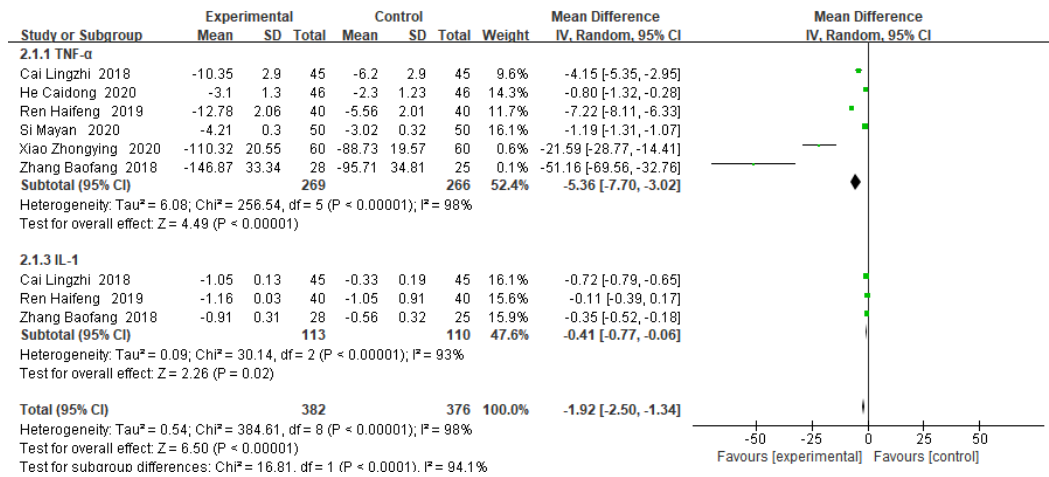 Experimental Control Mean Difference Mean Difference
Study or Subgroup Mean SD Total Mean SD Total Weight IV, Random, 95% CI IV, Random, 95% CI
2.1.1 TNF-α
Cai Lingzhi 2018 -10.35 2.9 45 -6.2 2.9 45 9.6% -4.15 [-5.35, -2.95]
He Caidong 2020 -3.1 1.3 46 -2.3 1.23 46 14.3% -0.80 [-1.32, -0.28]
Ren Haifeng 2019 -12.78 2.06 40 -5.56 2.01 40 11.7% -7.22 [-8.11, -6.33]
Si Mayan 2020 -4.21 0.3 50 -3.02 0.32 50 16.1% -1.19 [-1.31, -1.07]
Xiao Zhongying 2020 -110.32 20.55 60 -88.73 19.57 60 0.6% -21.59 [-28.77, -14.41]
Zhang Baofang 2018 -146.87 33.34 28 -95.71 34.81 25 0.1% -51.16 [-69.56, -32.76]
Subtotal (95% CI) 269 266 52.4% -5.36 [-7.70, -3.02]
Heterogeneity: Tau² = 6.08; Chi² = 256.54, df = 5 (P < 0.00001); I² = 98%
Test for overall effect: Z = 4.49 (P < 0.00001)
2.1.3 IL-1
Cai Lingzhi 2018 -1.05 0.13 45 -0.33 0.19 45 16.1% -0.72 [-0.79, -0.65]
Ren Haifeng 2019 -1.16 0.03 40 -1.05 0.91 40 15.6% -0.11 [-0.39, 0.17]
Zhang Baofang 2018 -0.91 0.31 28 -0.56 0.32 25 15.9% -0.35 [-0.52, -0.18]
Subtotal (95% CI) 113 110 47.6% -0.41 [-0.77, -0.06]
Heterogeneity: Tau² = 0.09; Chi² = 30.14, df = 2 (P < 0.00001); I² = 93%
Test for overall effect: Z = 2.26 (P = 0.02)
Total (95% CI) 382 376 100.0% -1.92 [-2.50, -1.34]
Heterogeneity: Tau² = 0.54; Chi² = 384.61, df = 8 (P < 0.00001); I² = 98%
Test for overall effect: Z = 6.50 (P < 0.00001)
Test for subgroup differences: Chi² = 16.81, df = 1 (P < 0.0001), I² = 94.1%
-50 -25 0 25 50
Favours [experimental] Favours [control]